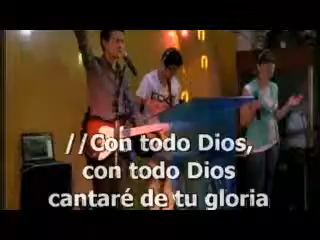 //Con todo Dios,
con todo Dios
cantaré de tu gloria